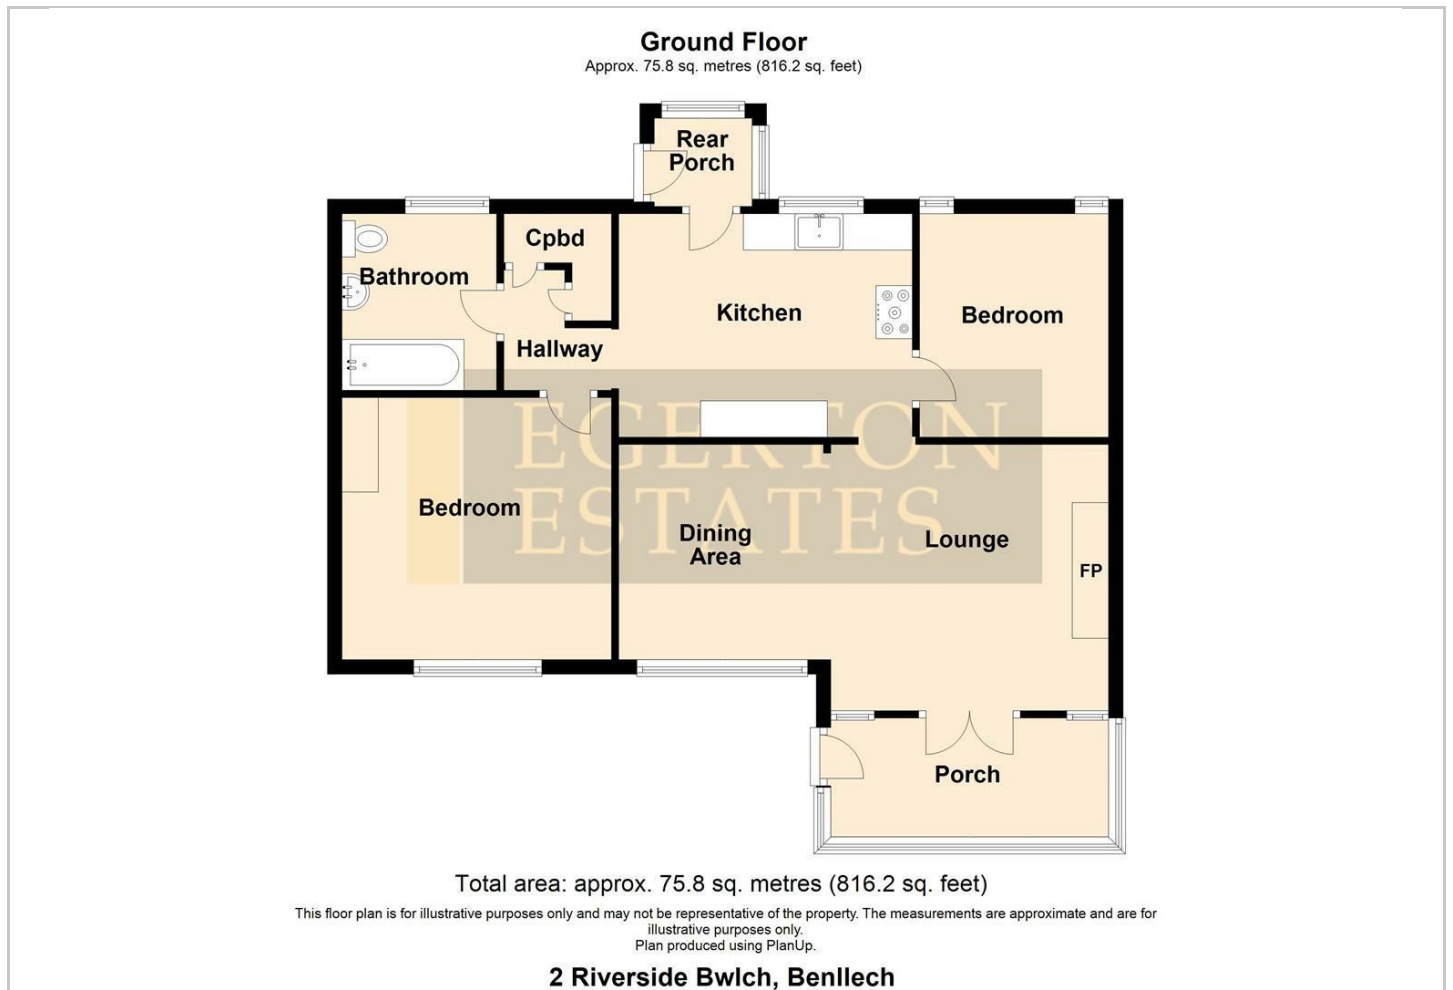 Ground Floor
Approx. 75.8 sq. metres (816.2 sq. feet)
Rear
Porch
Cpbd
Bathroom
Kitchen
Bedroom
Hallway
EGERTON
ESTATES
Bedroom
Dining
Area
Lounge
FP
Porch
Total area: approx. 75.8 sq. metres (816.2 sq. feet)
This floor plan is for illustrative purposes only and may not be representative of the property. The measurements are approximate and are for
illustrative purposes only.
Plan produced using PlanUp.
2 Riverside Bwlch, Benllech